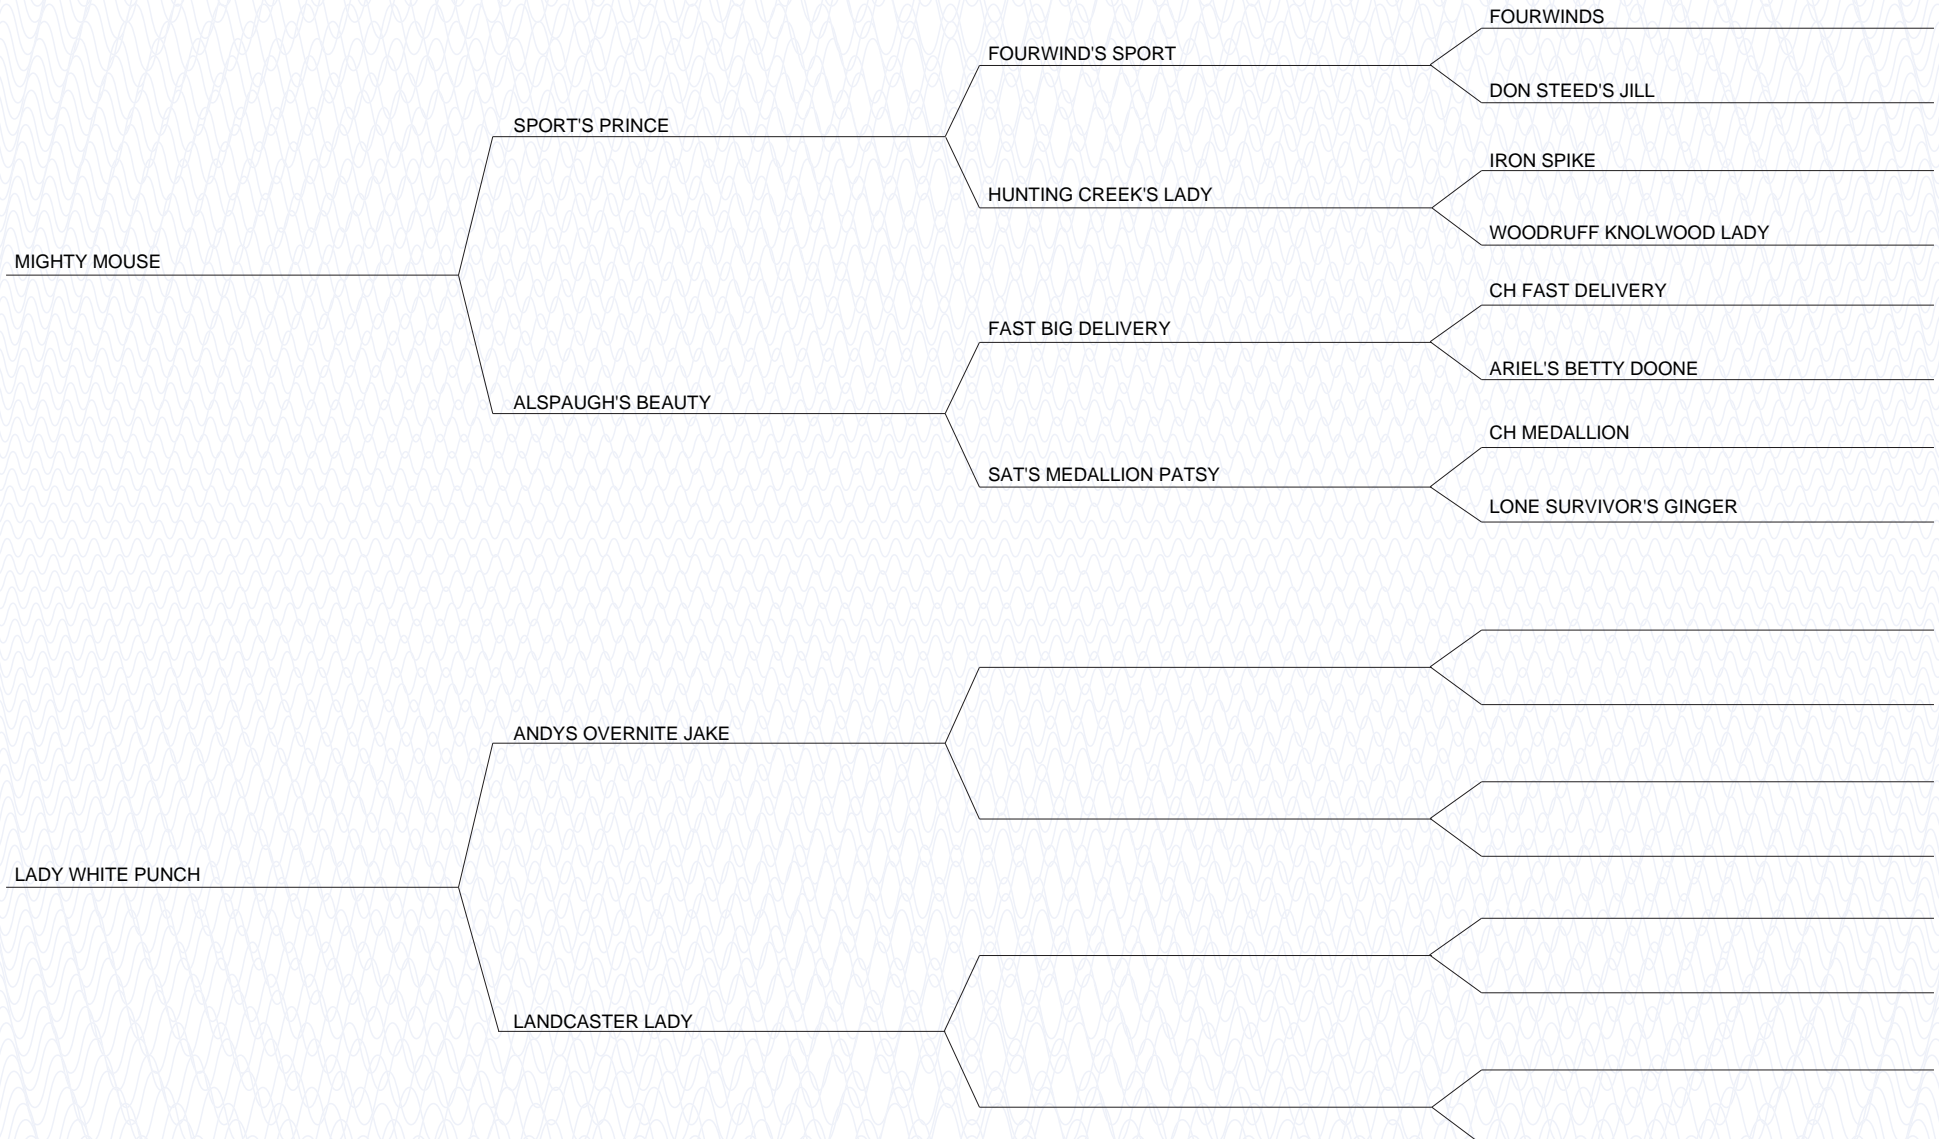 FOURWINDS
FOURWIND'S SPORT
DON STEED'S JILL
SPORT'S PRINCE
IRON SPIKE
HUNTING CREEK'S LADY
WOODRUFF KNOLWOOD LADY
MIGHTY MOUSE
CH FAST DELIVERY
FAST BIG DELIVERY
ARIEL'S BETTY DOONE
ALSPAUGH'S BEAUTY
CH MEDALLION
SAT'S MEDALLION PATSY
LONE SURVIVOR'S GINGER
ANDYS OVERNITE JAKE
LADY WHITE PUNCH
LANDCASTER LADY